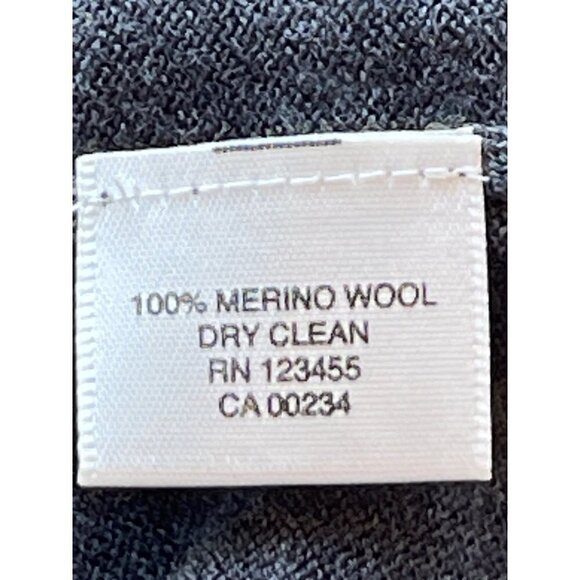 100% MERINO WOOL
DRY CLEAN
RN 123455
CA 00234